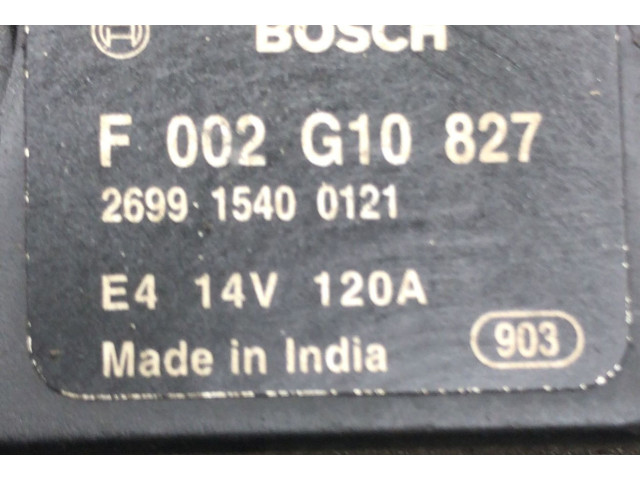 BOSCH
F 002 G10 827
2699 1540 0121
E4 14V 120A
Made in India
903